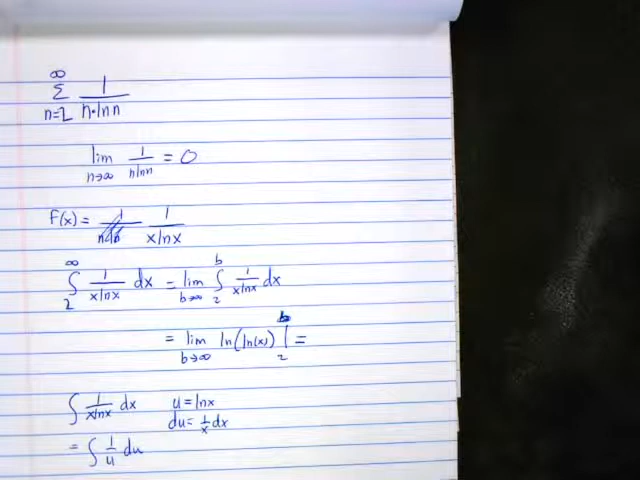 ∞
Σ 1
n=2 n·ln n
lim 1/(n ln n) = 0
n→∞
F(x) = 1/(x ln x)
∫₂^∞ 1/(x ln x) dx = lim ∫₂^b 1/(x ln x) dx
b→∞
= lim ln(ln(x)) |₂^b =
b→∞
∫ 1/(x ln x) dx u = ln x
du = 1/x dx
= ∫ 1/u du